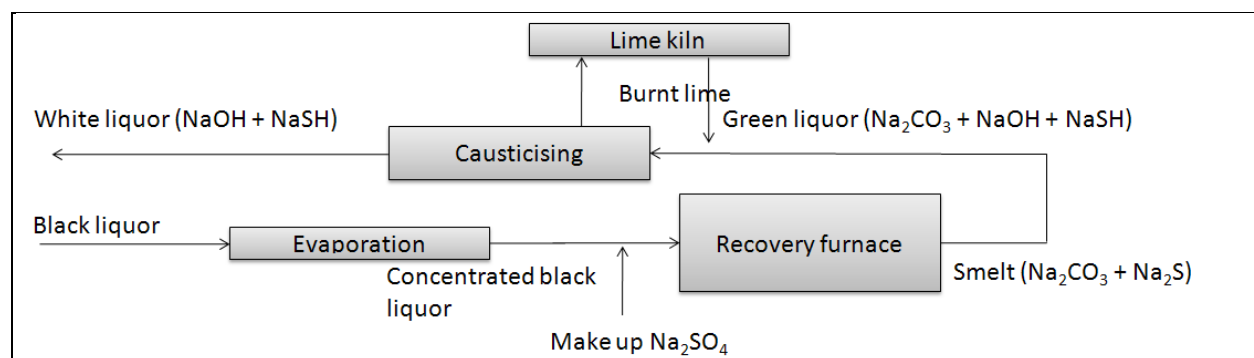 Lime kiln
Burnt lime
White liquor (NaOH + NaSH)
Green liquor (Na₂CO₃ + NaOH + NaSH)
Causticising
Black liquor
Evaporation
Recovery furnace
Concentrated black
liquor
Smelt (Na₂CO₃ + Na₂S)
Make up Na₂SO₄